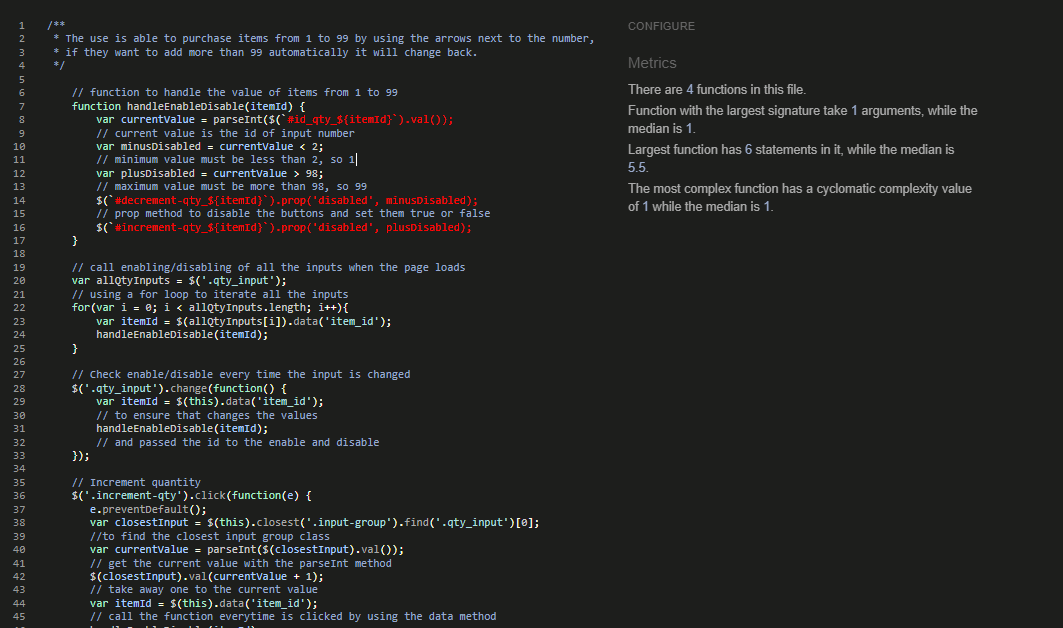 1 /**
2 * The use is able to purchase items from 1 to 99 by using the arrows next to the number,
3 * if they want to add more than 99 automatically it will change back.
4 */
5
6 // function to handle the value of items from 1 to 99
7 function handleEnableDisable(itemId) {
8 var currentValue = parseInt($(`#id_qty_${itemId}`).val());
9 // current value is the id of input number
10 var minusDisabled = currentValue < 2;
11 // minimum value must be less than 2, so 1
12 var plusDisabled = currentValue > 98;
13 // maximum value must be more than 98, so 99
14 $(`#decrement-qty_${itemId}`).prop('disabled', minusDisabled);
15 // prop method to disable the buttons and set them true or false
16 $(`#increment-qty_${itemId}`).prop('disabled', plusDisabled);
17 }
18
19 // call enabling/disabling of all the inputs when the page loads
20 var allQtyInputs = $('.qty_input');
21 // using a for loop to iterate all the inputs
22 for(var i = 0; i < allQtyInputs.length; i++){
23 var itemId = $(allQtyInputs[i]).data('item_id');
24 handleEnableDisable(itemId);
25 }
26
27 // Check enable/disable every time the input is changed
28 $('.qty_input').change(function() {
29 var itemId = $(this).data('item_id');
30 // to ensure that changes the values
31 handleEnableDisable(itemId);
32 // and passed the id to the enable and disable
33 });
34
35 // Increment quantity
36 $('.increment-qty').click(function(e) {
37 e.preventDefault();
38 var closestInput = $(this).closest('.input-group').find('.qty_input')[0];
39 //to find the closest input group class
40 var currentValue = parseInt($(closestInput).val());
41 // get the current value with the parseInt method
42 $(closestInput).val(currentValue + 1);
43 // take away one to the current value
44 var itemId = $(this).data('item_id');
45 // call the function everytime is clicked by using the data method
CONFIGURE
Metrics
There are 4 functions in this file.
Function with the largest signature take 1 arguments, while the
median is 1.
Largest function has 6 statements in it, while the median is
5.5.
The most complex function has a cyclomatic complexity value
of 1 while the median is 1.